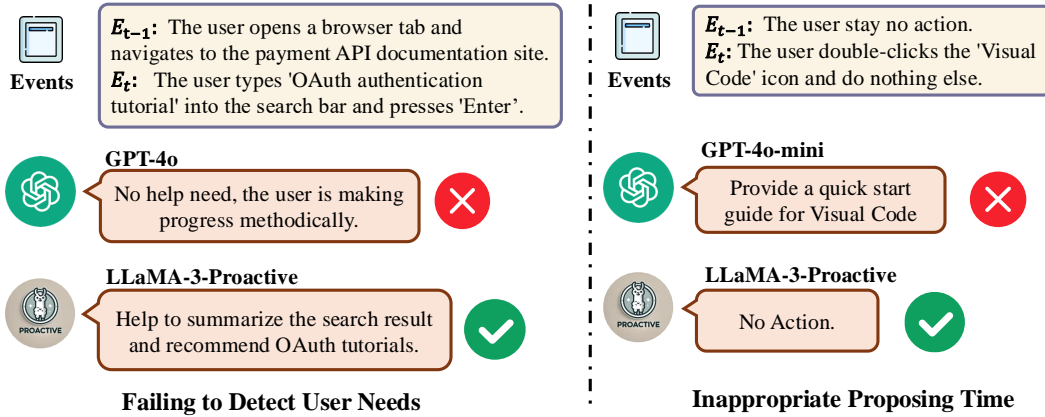 E_{t−1}: The user opens a browser tab and
navigates to the payment API documentation site.
E_t: The user types 'OAuth authentication
tutorial' into the search bar and presses 'Enter'.
Events
GPT-4o
No help need, the user is making
progress methodically.
LLaMA-3-Proactive
PROACTIVE
Help to summarize the search result
and recommend OAuth tutorials.
Failing to Detect User Needs
E_{t−1}: The user stay no action.
E_t: The user double-clicks the 'Visual
Code' icon and do nothing else.
Events
GPT-4o-mini
Provide a quick start
guide for Visual Code
LLaMA-3-Proactive
PROACTIVE
No Action.
Inappropriate Proposing Time